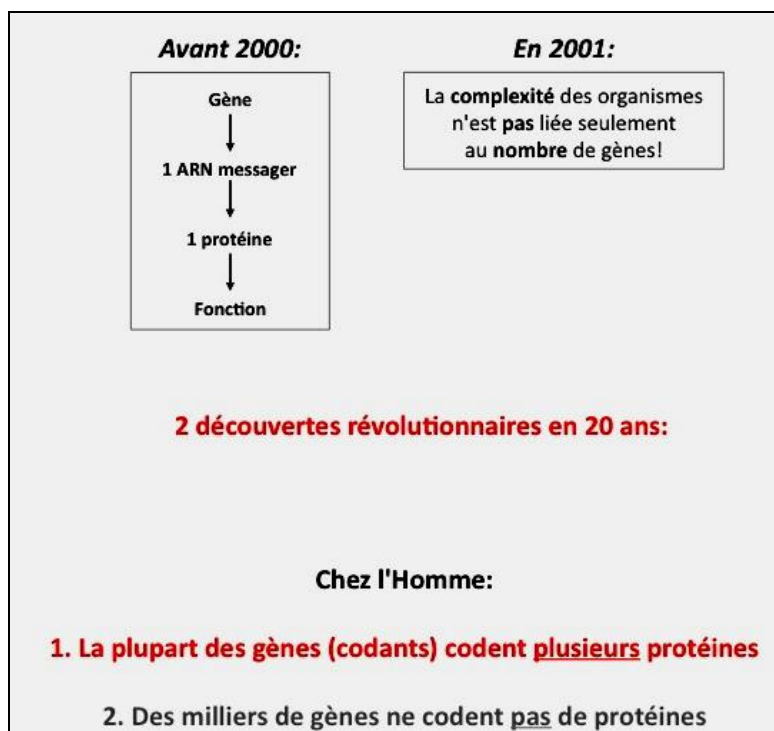 Avant 2000:
Gène
1 ARN messager
1 protéine
Fonction
En 2001:
La complexité des organismes
n'est pas liée seulement
au nombre de gènes!
2 découvertes révolutionnaires en 20 ans:
Chez l'Homme:
1. La plupart des gènes (codants) codent plusieurs protéines
2. Des milliers de gènes ne codent pas de protéines